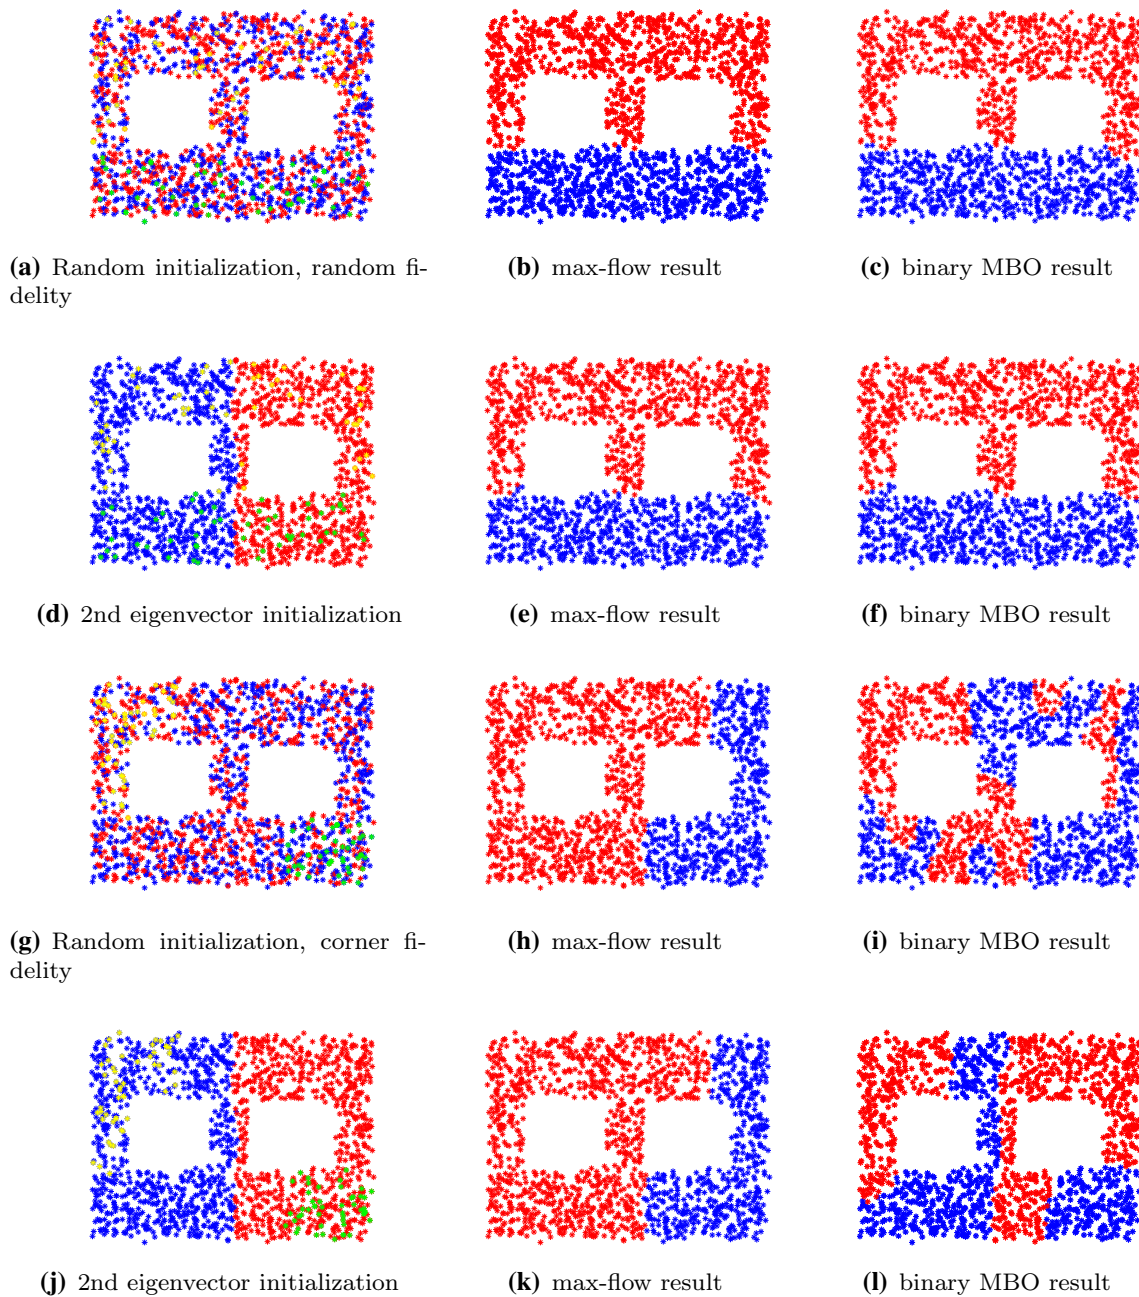 (a) Random initialization, random fi-
delity
(b) max-flow result
(c) binary MBO result
(d) 2nd eigenvector initialization
(e) max-flow result
(f) binary MBO result
(g) Random initialization, corner fi-
delity
(h) max-flow result
(i) binary MBO result
(j) 2nd eigenvector initialization
(k) max-flow result
(l) binary MBO result